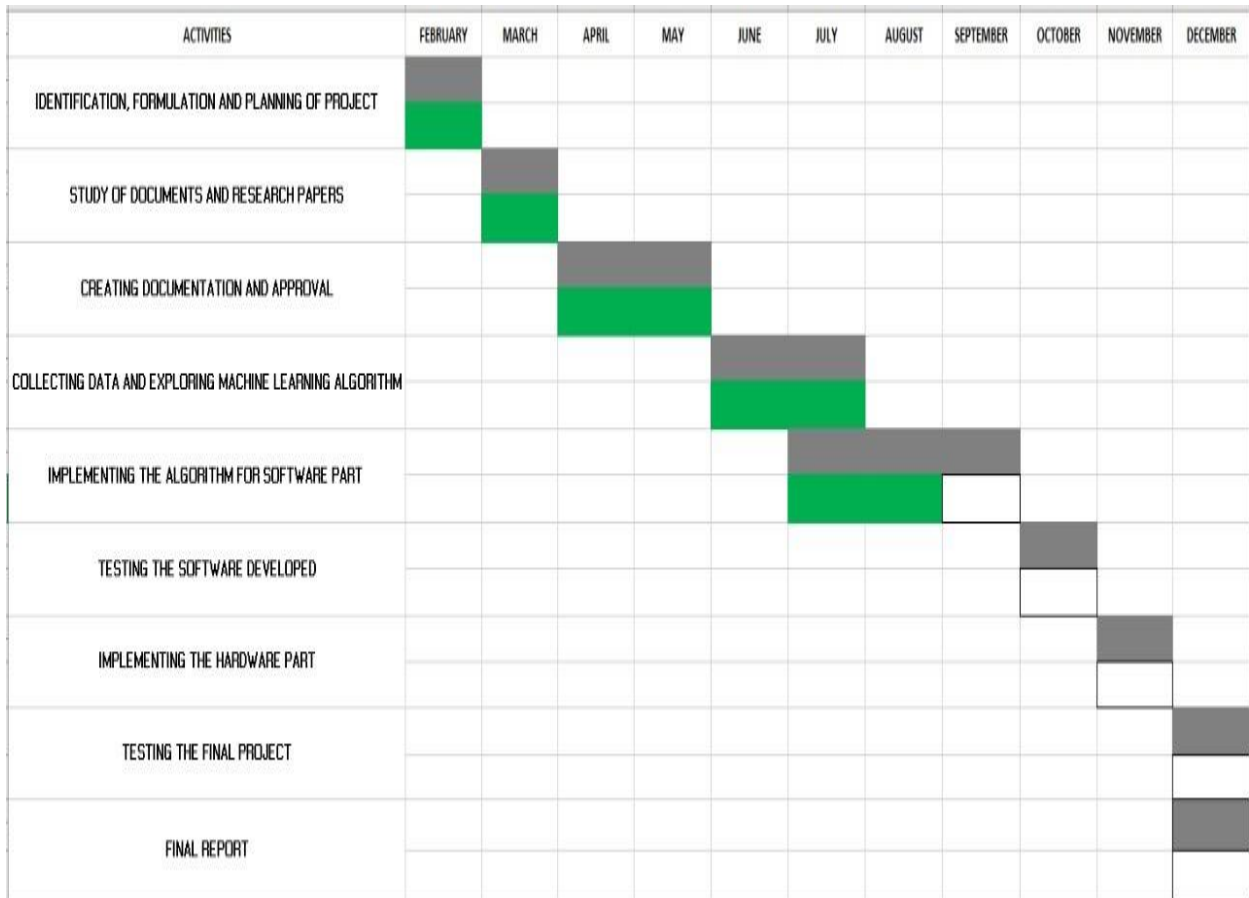 ACTIVITIES FEBRUARY MARCH APRIL MAY JUNE JULY AUGUST SEPTEMBER OCTOBER NOVEMBER DECEMBER
IDENTIFICATION, FORMULATION AND PLANNING OF PROJECT
STUDY OF DOCUMENTS AND RESEARCH PAPERS
CREATING DOCUMENTATION AND APPROVAL
COLLECTING DATA AND EXPLORING MACHINE LEARNING ALGORITHM
IMPLEMENTING THE ALGORITHM FOR SOFTWARE PART
TESTING THE SOFTWARE DEVELOPED
IMPLEMENTING THE HARDWARE PART
TESTING THE FINAL PROJECT
FINAL REPORT